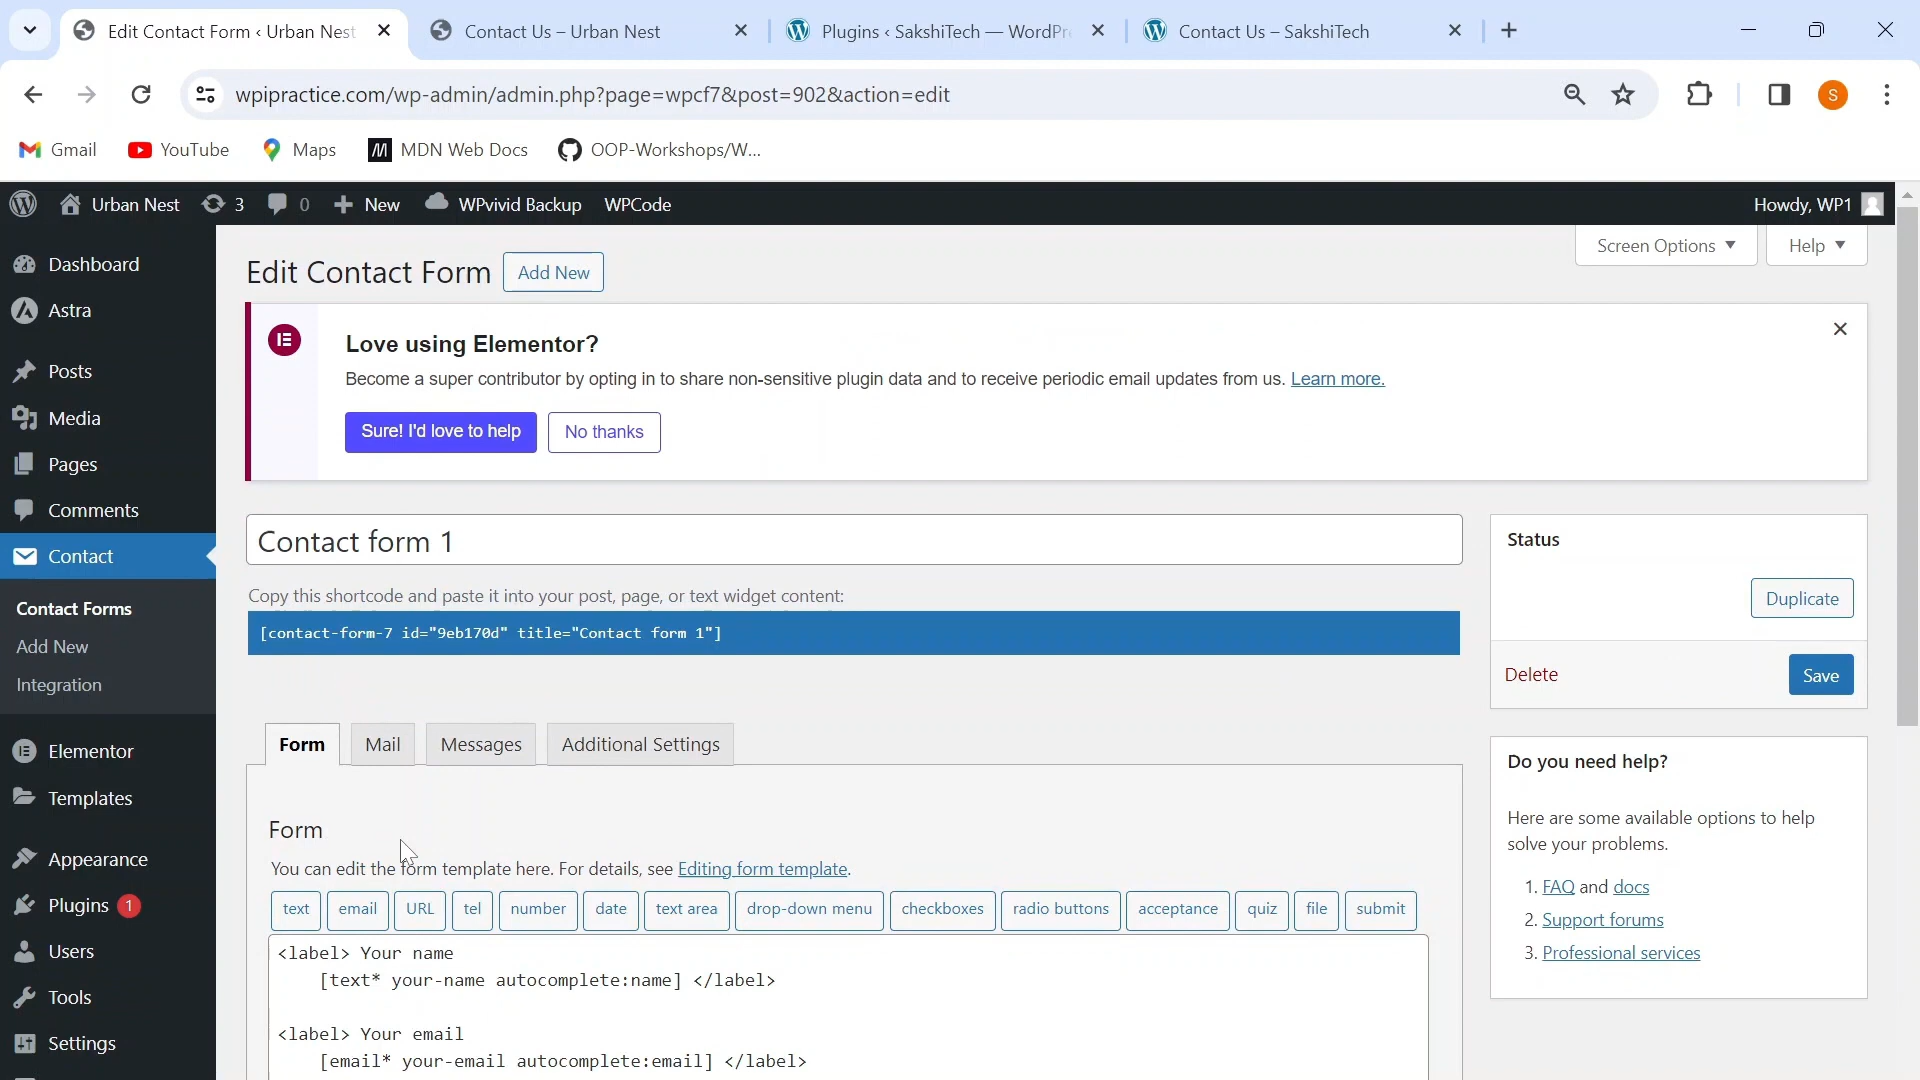 Edit Contact Form ‹ Urban Nest
Contact Us – Urban Nest
Plugins ‹ SakshiTech — WordPr
Contact Us – SakshiTech
wpipractice.com/wp-admin/admin.php?page=wpcf7&post=902&action=edit
S
Gmail
YouTube
Maps
MDN Web Docs
OOP-Workshops/W...
Urban Nest
3
0
New
WPvivid Backup
WPCode
Howdy, WP1
Dashboard
Astra
Posts
Media
Pages
Comments
Contact
Contact Forms
Add New
Integration
Elementor
Templates
Appearance
Plugins 1
Users
Tools
Settings
Screen Options
Help
Edit Contact Form
Add New
Love using Elementor?
Become a super contributor by opting in to share non-sensitive plugin data and to receive periodic email updates from us. Learn more.
Sure! I'd love to help
No thanks
Contact form 1
Copy this shortcode and paste it into your post, page, or text widget content:
[contact-form-7 id="9eb170d" title="Contact form 1"]
Form
Mail
Messages
Additional Settings
Form
You can edit the form template here. For details, see Editing form template.
text
email
URL
tel
number
date
text area
drop-down menu
checkboxes
radio buttons
acceptance
quiz
file
submit
<label> Your name
[text* your-name autocomplete:name] </label>
<label> Your email
[email* your-email autocomplete:email] </label>
Status
Duplicate
Delete
Save
Do you need help?
Here are some available options to help
solve your problems.
1. FAQ and docs
2. Support forums
3. Professional services